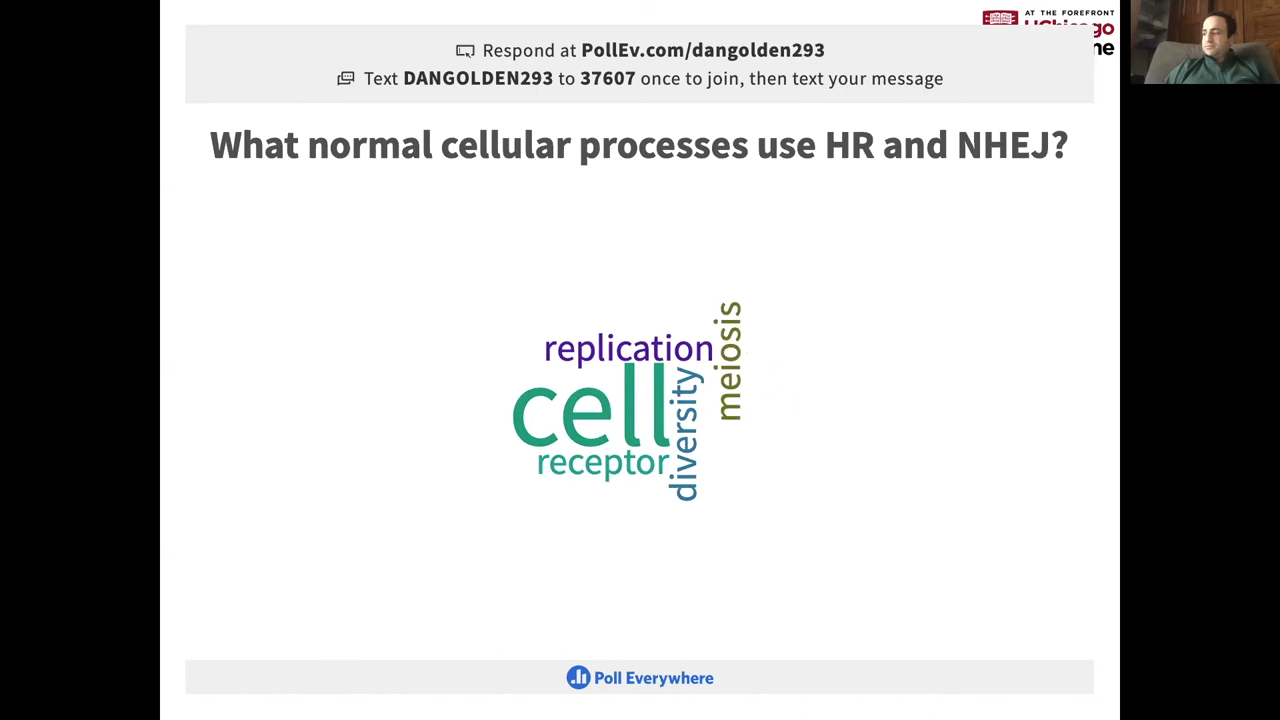 AT THE FOREFRONT
UChicago
Respond at PollEv.com/dangolden293
Text DANGOLDEN293 to 37607 once to join, then text your message
What normal cellular processes use HR and NHEJ?
replication
meiosis
cell
diversity
receptor
Poll Everywhere